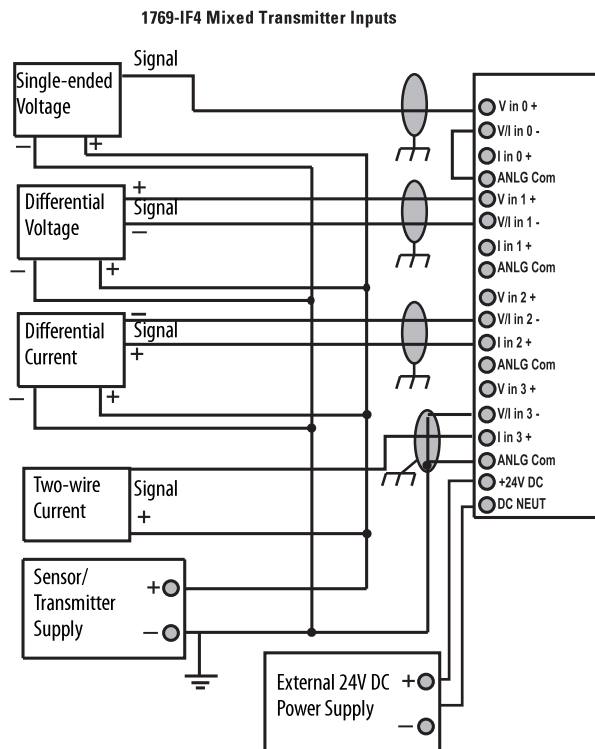 1769-IF4 Mixed Transmitter Inputs
Signal
Single-ended
Voltage
− +
V in 0 +
V/I in 0 -
I in 0 +
ANLG Com
+
Differential
Voltage
Signal
−
− +
V in 1 +
V/I in 1 -
I in 1 +
ANLG Com
−
Differential
Current
Signal
+
− +
V in 2 +
V/I in 2 -
I in 2 +
ANLG Com
V in 3 +
V/I in 3 -
I in 3 +
ANLG Com
+24V DC
DC NEUT
Two-wire
Current
Signal
+
Sensor/
Transmitter
Supply
+
−
External 24V DC
Power Supply
+
−